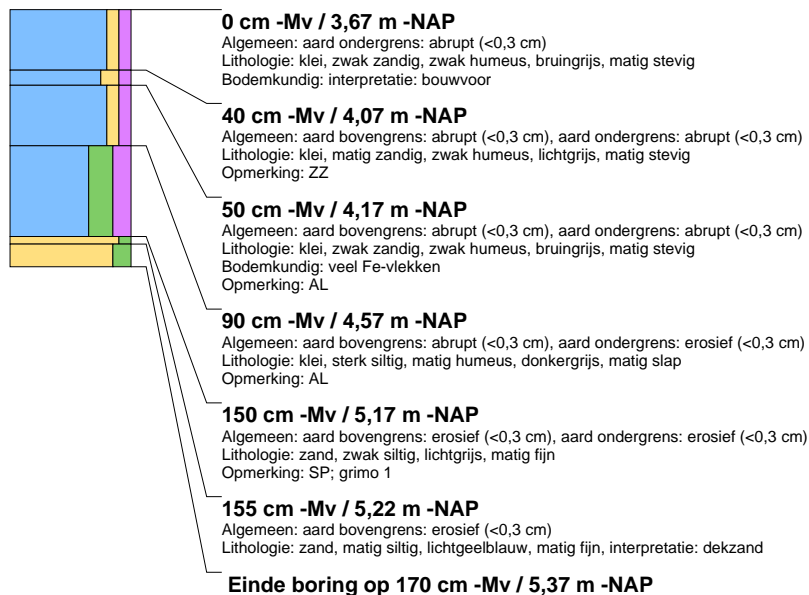 0 cm -Mv / 3,67 m -NAP
Algemeen: aard ondergrens: abrupt (<0,3 cm)
Lithologie: klei, zwak zandig, zwak humeus, bruingrijs, matig stevig
Bodemkundig: interpretatie: bouwvoor
40 cm -Mv / 4,07 m -NAP
Algemeen: aard bovengrens: abrupt (<0,3 cm), aard ondergrens: abrupt (<0,3 cm)
Lithologie: klei, matig zandig, zwak humeus, lichtgrijs, matig stevig
Opmerking: ZZ
50 cm -Mv / 4,17 m -NAP
Algemeen: aard bovengrens: abrupt (<0,3 cm), aard ondergrens: abrupt (<0,3 cm)
Lithologie: klei, zwak zandig, zwak humeus, bruingrijs, matig stevig
Bodemkundig: veel Fe-vlekken
Opmerking: AL
90 cm -Mv / 4,57 m -NAP
Algemeen: aard bovengrens: abrupt (<0,3 cm), aard ondergrens: erosief (<0,3 cm)
Lithologie: klei, sterk siltig, matig humeus, donkergrijs, matig slap
Opmerking: AL
150 cm -Mv / 5,17 m -NAP
Algemeen: aard bovengrens: erosief (<0,3 cm), aard ondergrens: erosief (<0,3 cm)
Lithologie: zand, zwak siltig, lichtgrijs, matig fijn
Opmerking: SP; grimo 1
155 cm -Mv / 5,22 m -NAP
Algemeen: aard bovengrens: erosief (<0,3 cm)
Lithologie: zand, matig siltig, lichtgeelblauw, matig fijn, interpretatie: dekzand
Einde boring op 170 cm -Mv / 5,37 m -NAP